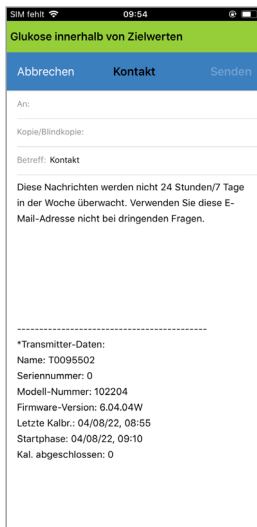 SIM fehlt 09:54
Glukose innerhalb von Zielwerten
Abbrechen Kontakt Senden
An:
Kopie/Blindkopie:
Betreff: Kontakt
Diese Nachrichten werden nicht 24 Stunden/7 Tage
in der Woche überwacht. Verwenden Sie diese E-
Mail-Adresse nicht bei dringenden Fragen.
-------------------------------------------
*Transmitter-Daten:
Name: T0095502
Seriennummer: 0
Modell-Nummer: 102204
Firmware-Version: 6.04.04W
Letzte Kalbr.: 04/08/22, 08:55
Startphase: 04/08/22, 09:10
Kal. abgeschlossen: 0